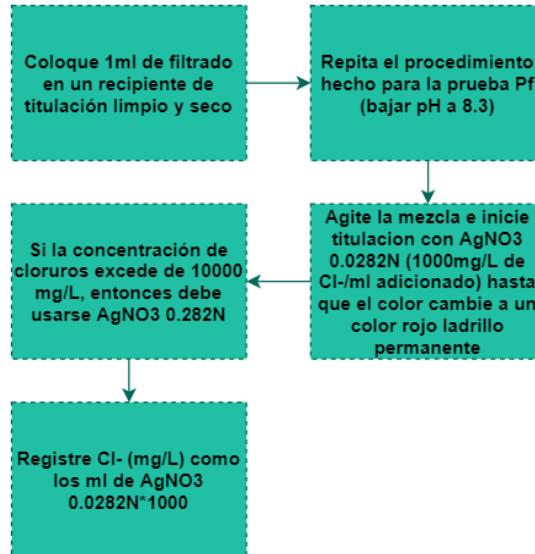 Coloque 1ml de filtrado
en un recipiente de
titulación limpio y seco
Repita el procedimiento
hecho para la prueba Pf
(bajar pH a 8.3)
Agite la mezcla e inicie
titulacion con AgNO3
0.0282N (1000mg/L de
Cl-/ml adicionado) hasta
que el color cambie a un
color rojo ladrillo
permanente
Si la concentración de
cloruros excede de 10000
mg/L, entonces debe
usarse AgNO3 0.282N
Registre Cl- (mg/L) como
los ml de AgNO3
0.0282N*1000